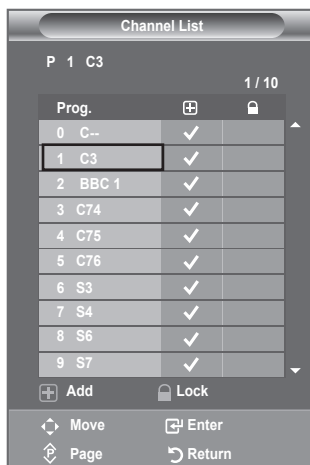 Channel List
P 1 C3
1 / 10
Prog.
0 C--
1 C3
2 BBC 1
3 C74
4 C75
5 C76
6 S3
7 S4
8 S6
9 S7
Add Lock
Move Enter
Page Return